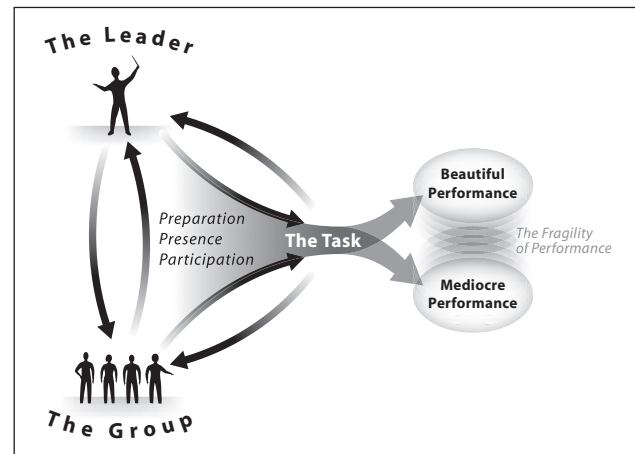 The Leader
Preparation
Presence
Participation
The Task
Beautiful
Performance
The Fragility
of Performance
Mediocre
Performance
The Group